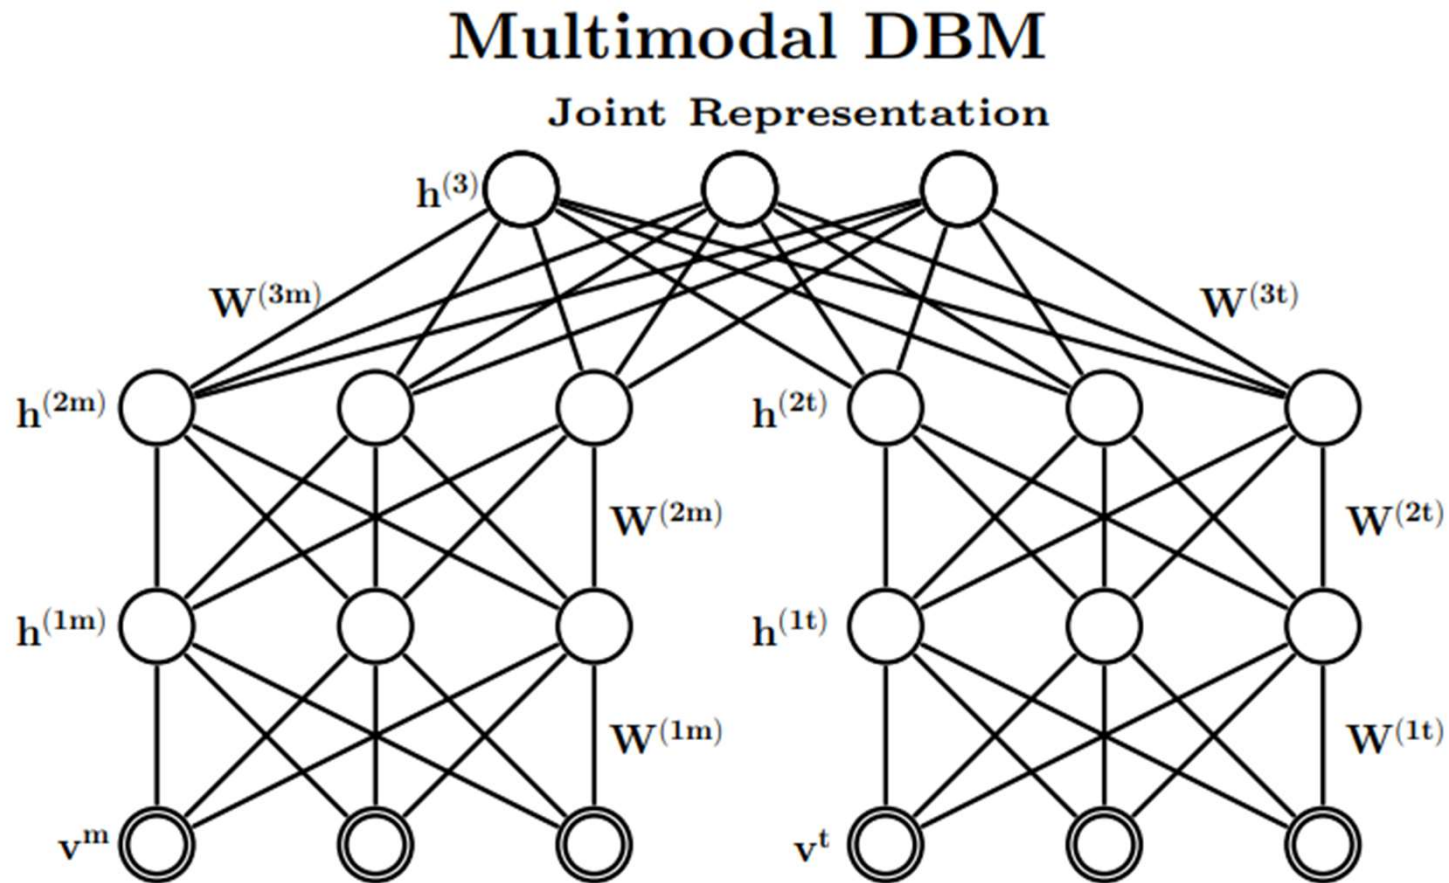 Multimodal DBM
Joint Representation
h(3)
W(3m) W(3t)
h(2m) h(2t)
W(2m) W(2t)
h(1m) h(1t)
W(1m) W(1t)
vm vt